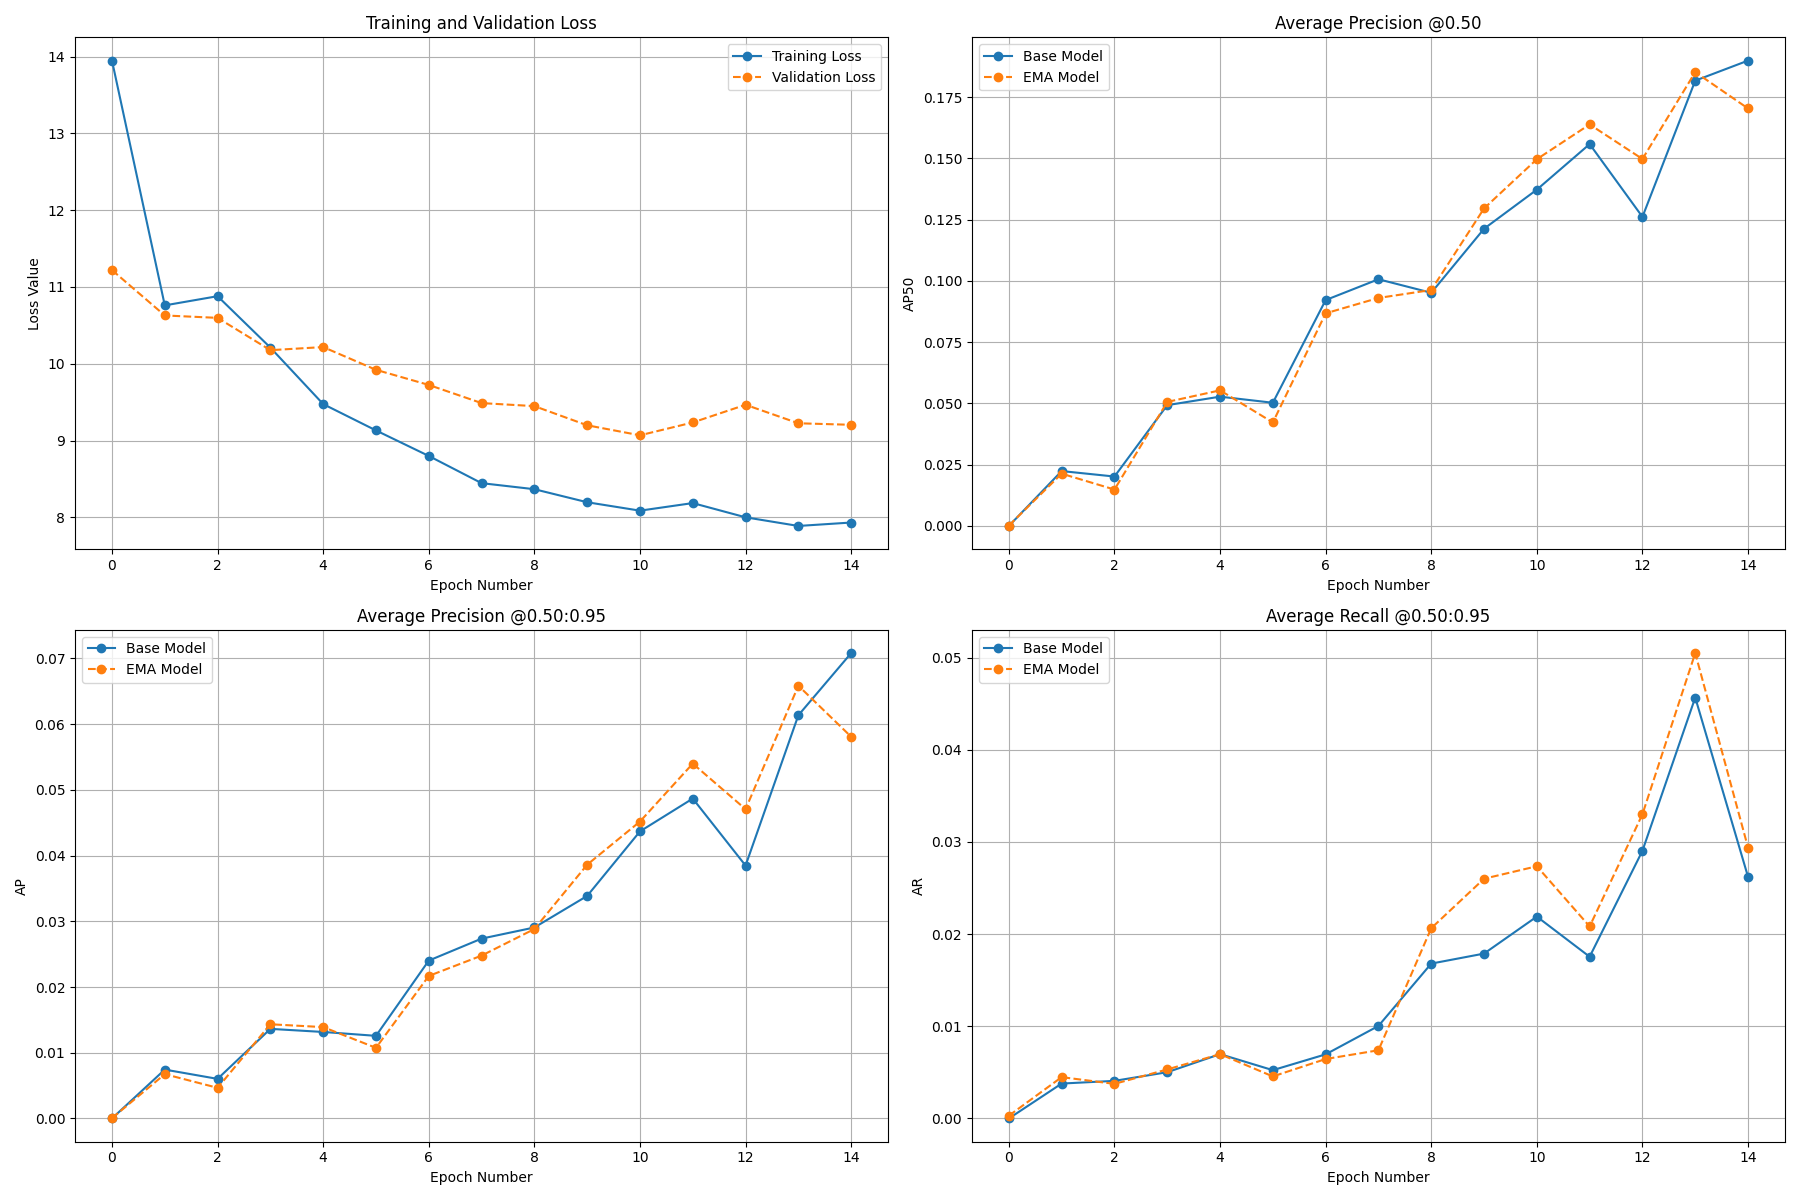 Training and Validation Loss
Training Loss
Validation Loss
14
13
12
11
10
9
8
Loss Value
0 2 4 6 8 10 12 14
Epoch Number
Average Precision @0.50
Base Model
EMA Model
0.175
0.150
0.125
0.100
0.075
0.050
0.025
0.000
AP50
0 2 4 6 8 10 12 14
Epoch Number
Average Precision @0.50:0.95
Base Model
EMA Model
0.07
0.06
0.05
0.04
0.03
0.02
0.01
0.00
AP
0 2 4 6 8 10 12 14
Epoch Number
Average Recall @0.50:0.95
Base Model
EMA Model
0.05
0.04
0.03
0.02
0.01
0.00
AR
0 2 4 6 8 10 12 14
Epoch Number